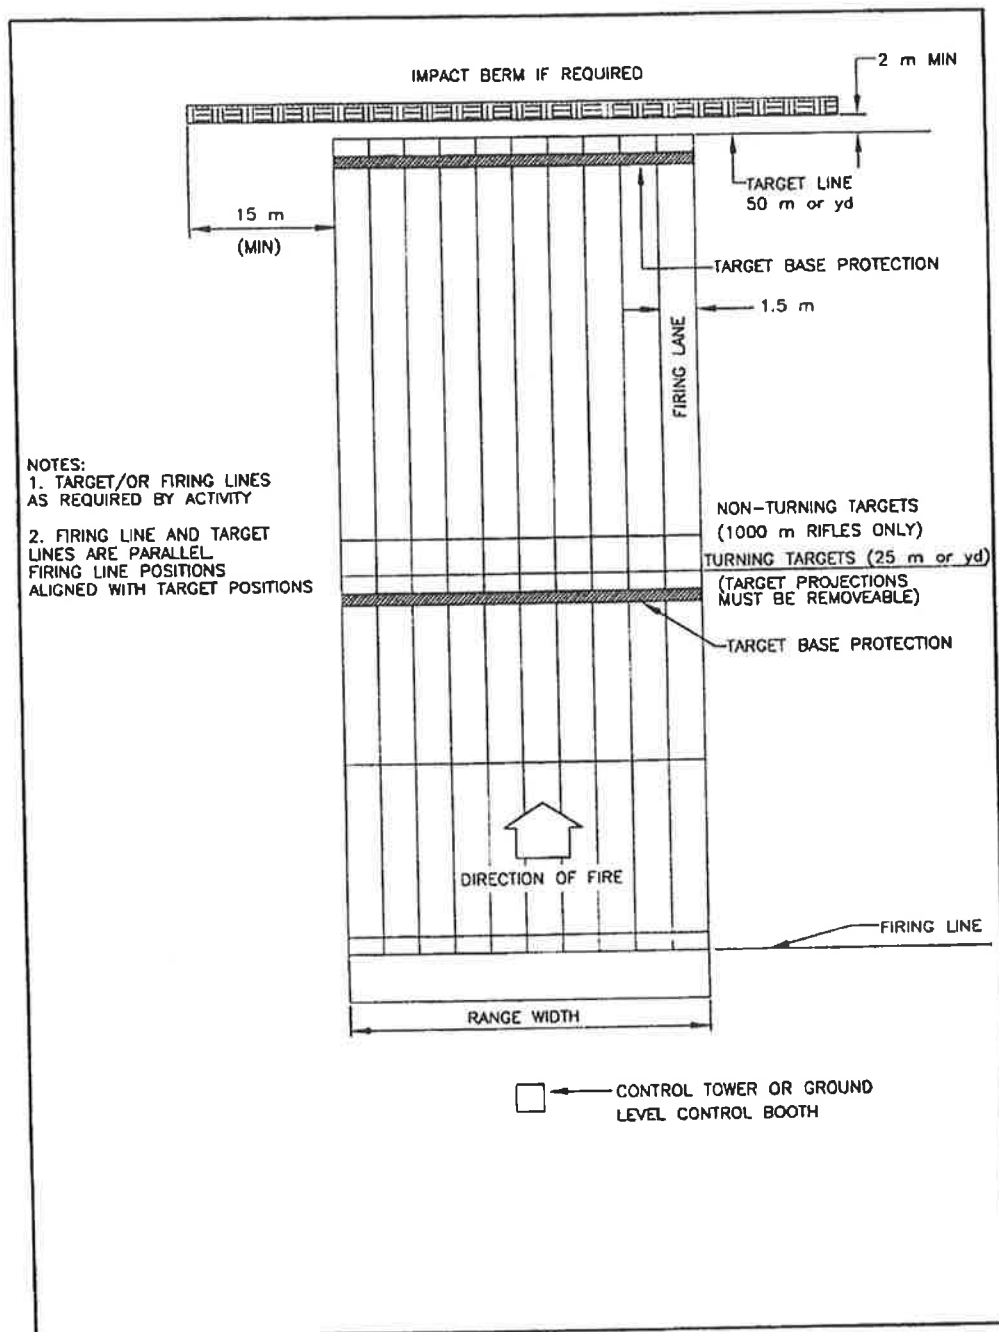 IMPACT BERM IF REQUIRED
2 m MIN
TARGET LINE
50 m or yd
15 m
(MIN)
TARGET BASE PROTECTION
1.5 m
FIRING LANE
NOTES:
1. TARGET/OR FIRING LINES
AS REQUIRED BY ACTIVITY
2. FIRING LINE AND TARGET
LINES ARE PARALLEL
FIRING LINE POSITIONS
ALIGNED WITH TARGET POSITIONS
NON-TURNING TARGETS
(1000 m RIFLES ONLY)
TURNING TARGETS (25 m or yd)
(TARGET PROJECTIONS
MUST BE REMOVEABLE)
TARGET BASE PROTECTION
DIRECTION OF FIRE
FIRING LINE
RANGE WIDTH
CONTROL TOWER OR GROUND
LEVEL CONTROL BOOTH